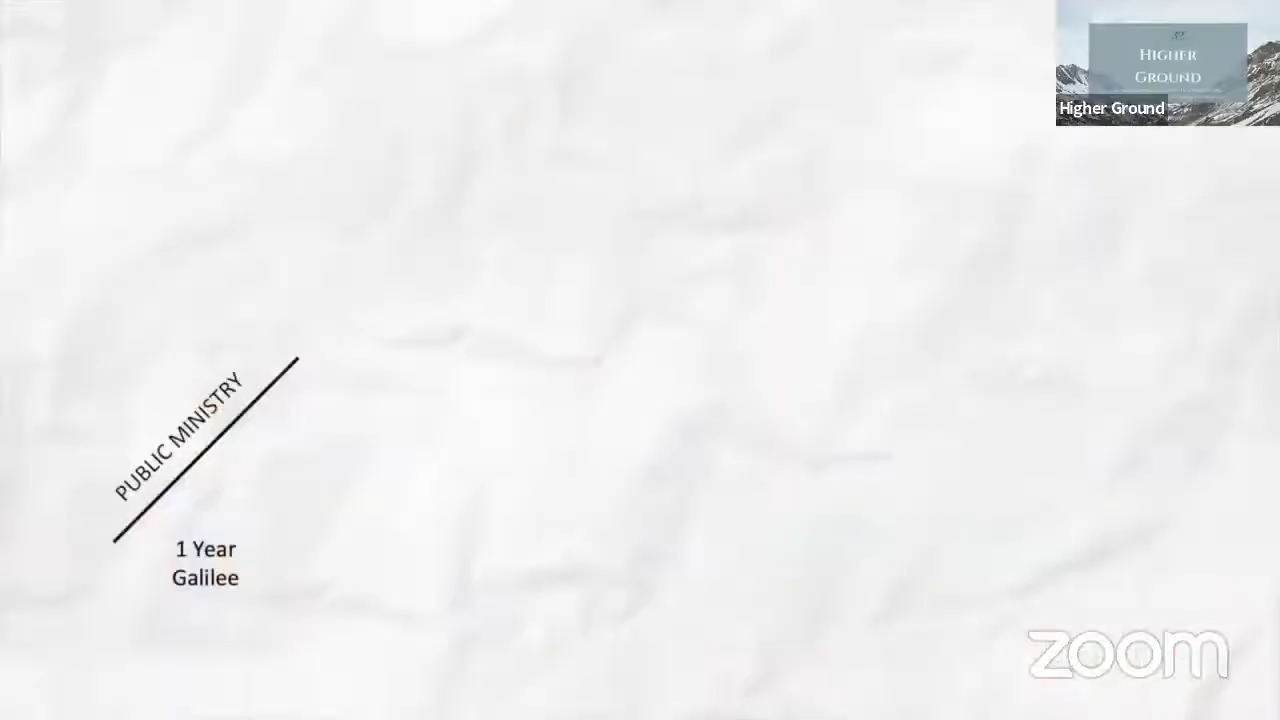 HIGHER
GROUND
Higher Ground
PUBLIC MINISTRY
1 Year
Galilee
zoom